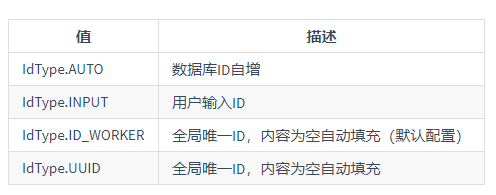 值 描述
IdType.AUTO 数据库ID自增
IdType.INPUT 用户输入ID
IdType.ID_WORKER 全局唯一ID，内容为空自动填充（默认配置）
IdType.UUID 全局唯一ID，内容为空自动填充